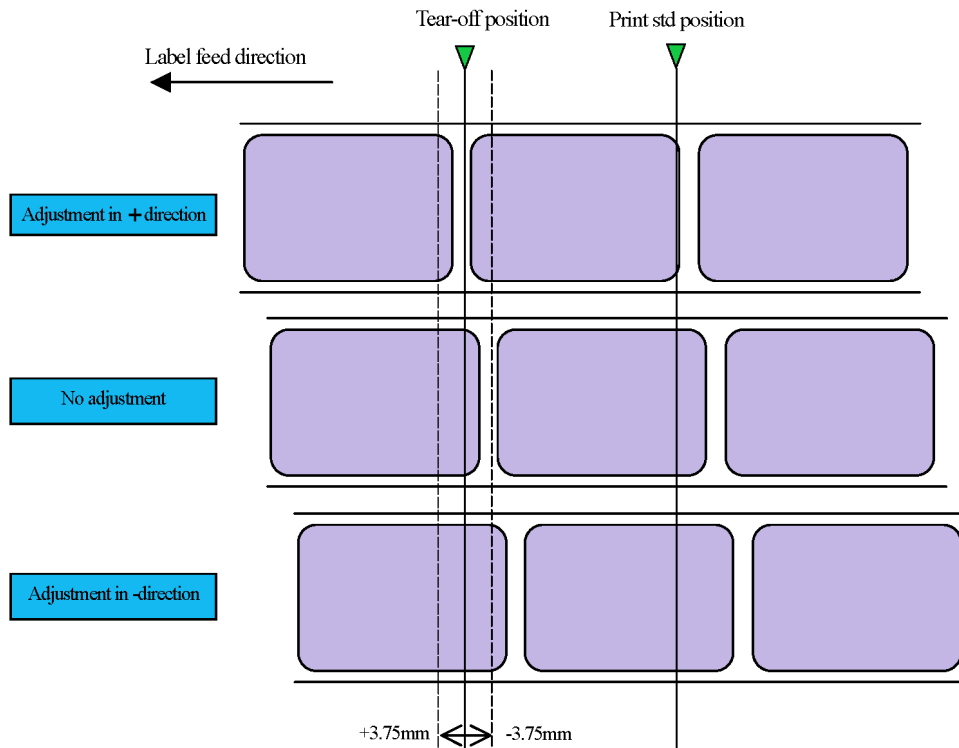 Tear-off position
Print std position
Label feed direction
Adjustment in +direction
No adjustment
Adjustment in -direction
+3.75mm
-3.75mm